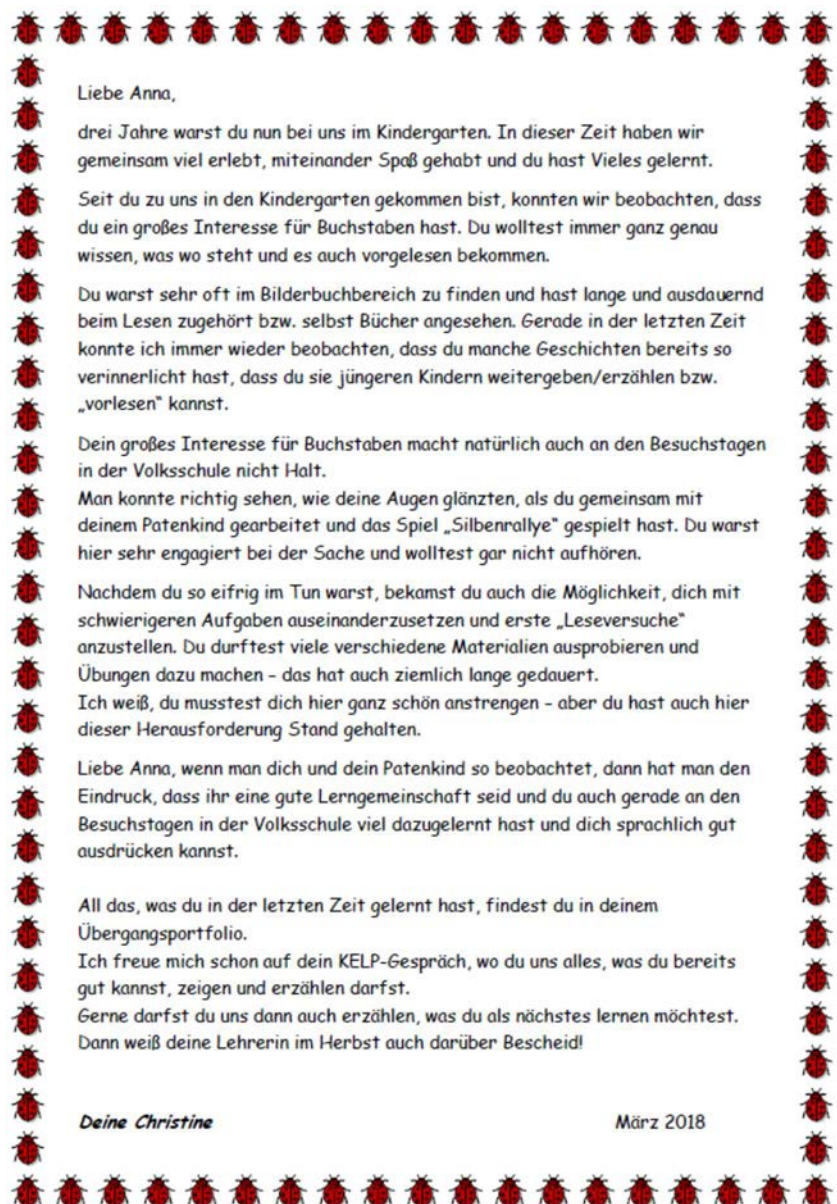 Liebe Anna,
drei Jahre warst du nun bei uns im Kindergarten. In dieser Zeit haben wir
gemeinsam viel erlebt, miteinander Spaß gehabt und du hast Vieles gelernt.
Seit du zu uns in den Kindergarten gekommen bist, konnten wir beobachten, dass
du ein großes Interesse für Buchstaben hast. Du wolltest immer ganz genau
wissen, was wo steht und es auch vorgelesen bekommen.
Du warst sehr oft im Bilderbuchbereich zu finden und hast lange und ausdauernd
beim Lesen zugehört bzw. selbst Bücher angesehen. Gerade in der letzten Zeit
konnte ich immer wieder beobachten, dass du manche Geschichten bereits so
verinnerlicht hast, dass du sie jüngeren Kindern weitergeben/erzählen bzw.
„vorlesen“ kannst.
Dein großes Interesse für Buchstaben macht natürlich auch an den Besuchstagen
in der Volksschule nicht Halt.
Man konnte richtig sehen, wie deine Augen glänzten, als du gemeinsam mit
deinem Patenkind gearbeitet und das Spiel „Silbenrallye“ gespielt hast. Du warst
hier sehr engagiert bei der Sache und wolltest gar nicht aufhören.
Nachdem du so eifrig im Tun warst, bekamst du auch die Möglichkeit, dich mit
schwierigeren Aufgaben auseinanderzusetzen und erste „Leseversuche“
anzustellen. Du durftest viele verschiedene Materialien ausprobieren und
Übungen dazu machen – das hat auch ziemlich lange gedauert.
Ich weiß, du musstest dich hier ganz schön anstrengen – aber du hast auch hier
dieser Herausforderung Stand gehalten.
Liebe Anna, wenn man dich und dein Patenkind so beobachtet, dann hat man den
Eindruck, dass ihr eine gute Lerngemeinschaft seid und du auch gerade an den
Besuchstagen in der Volksschule viel dazugelernt hast und dich sprachlich gut
ausdrücken kannst.
All das, was du in der letzten Zeit gelernt hast, findest du in deinem
Übergangsportfolio.
Ich freue mich schon auf dein KELP-Gespräch, wo du uns alles, was du bereits
gut kannst, zeigen und erzählen darfst.
Gerne darfst du uns dann auch erzählen, was du als nächstes lernen möchtest.
Dann weiß deine Lehrerin im Herbst auch darüber Bescheid!
Deine Christine März 2018